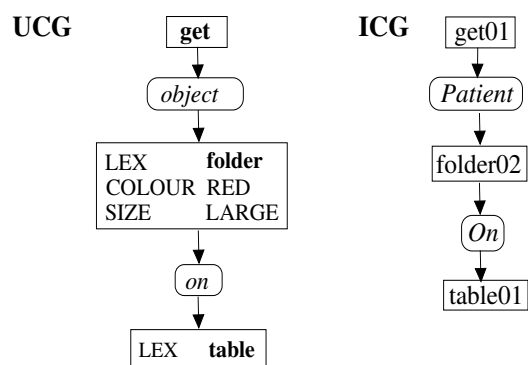 UCG
get
object
LEX folder
COLOUR RED
SIZE LARGE
on
LEX table
ICG
get01
Patient
folder02
On
table01